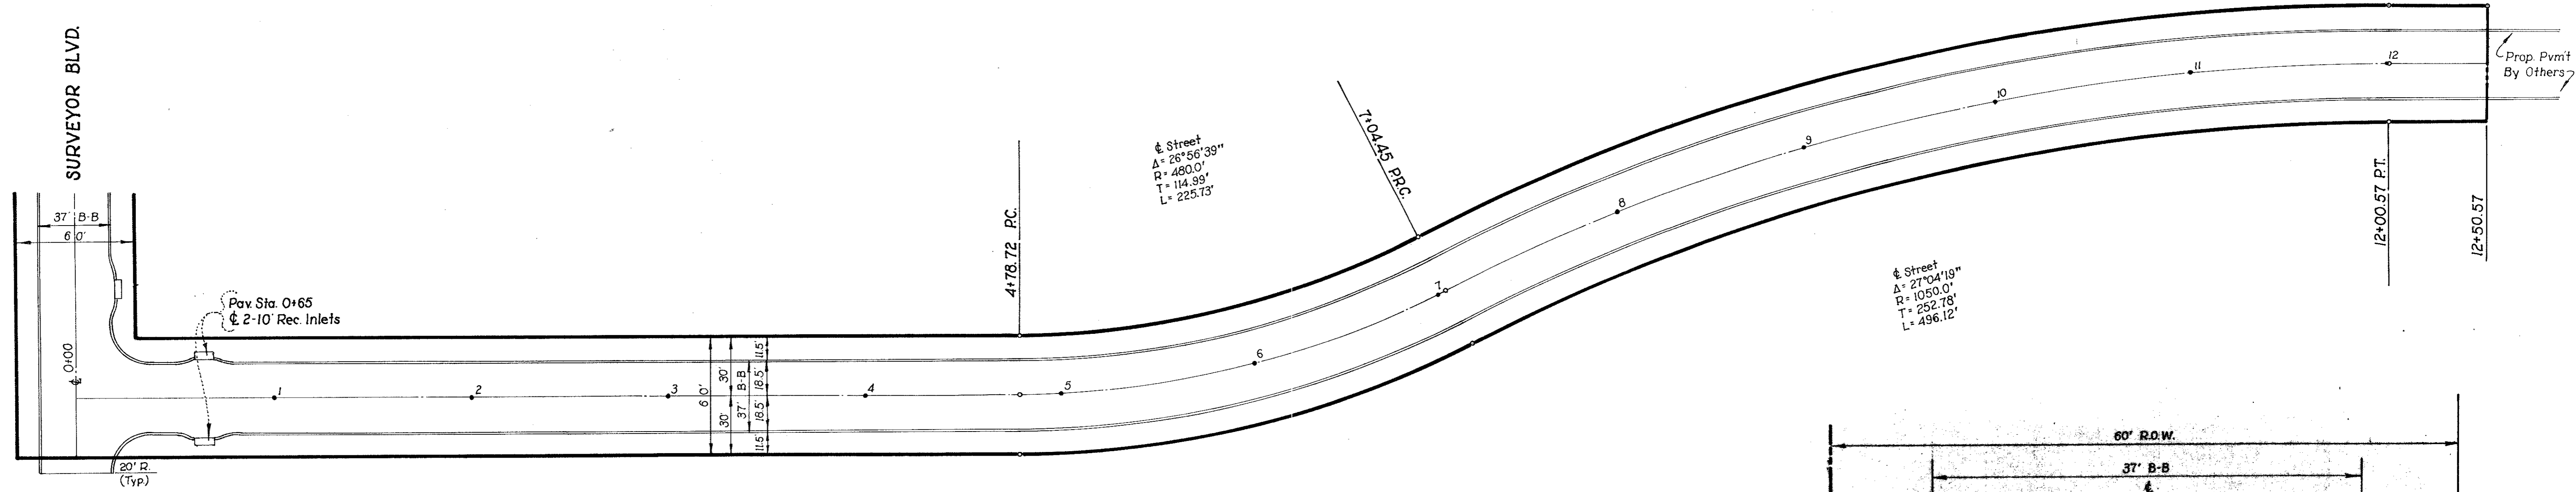 SURVEYOR BLVD.
37' B-B
60'
0+00
℄
Pav. Sta. 0+65
℄ 2-10' Rec. Inlets
20' R.
(Typ.)
1
2
3
4
5
6
7
8
9
10
11
12
60'
30'
30'
37' B-B
11.5'
18.5'
18.5'
11.5'
4+78.72 P.C.
℄ Street
Δ= 26°56'39"
R= 480.0'
T= 114.99'
L= 225.73'
7+04.45 P.R.C.
℄ Street
Δ= 27°04'19"
R= 1050.0'
T= 252.78'
L= 496.12'
12+00.57 P.T.
12+50.57
Prop. Pvm't
By Others
60' R.O.W.
37' B-B
℄